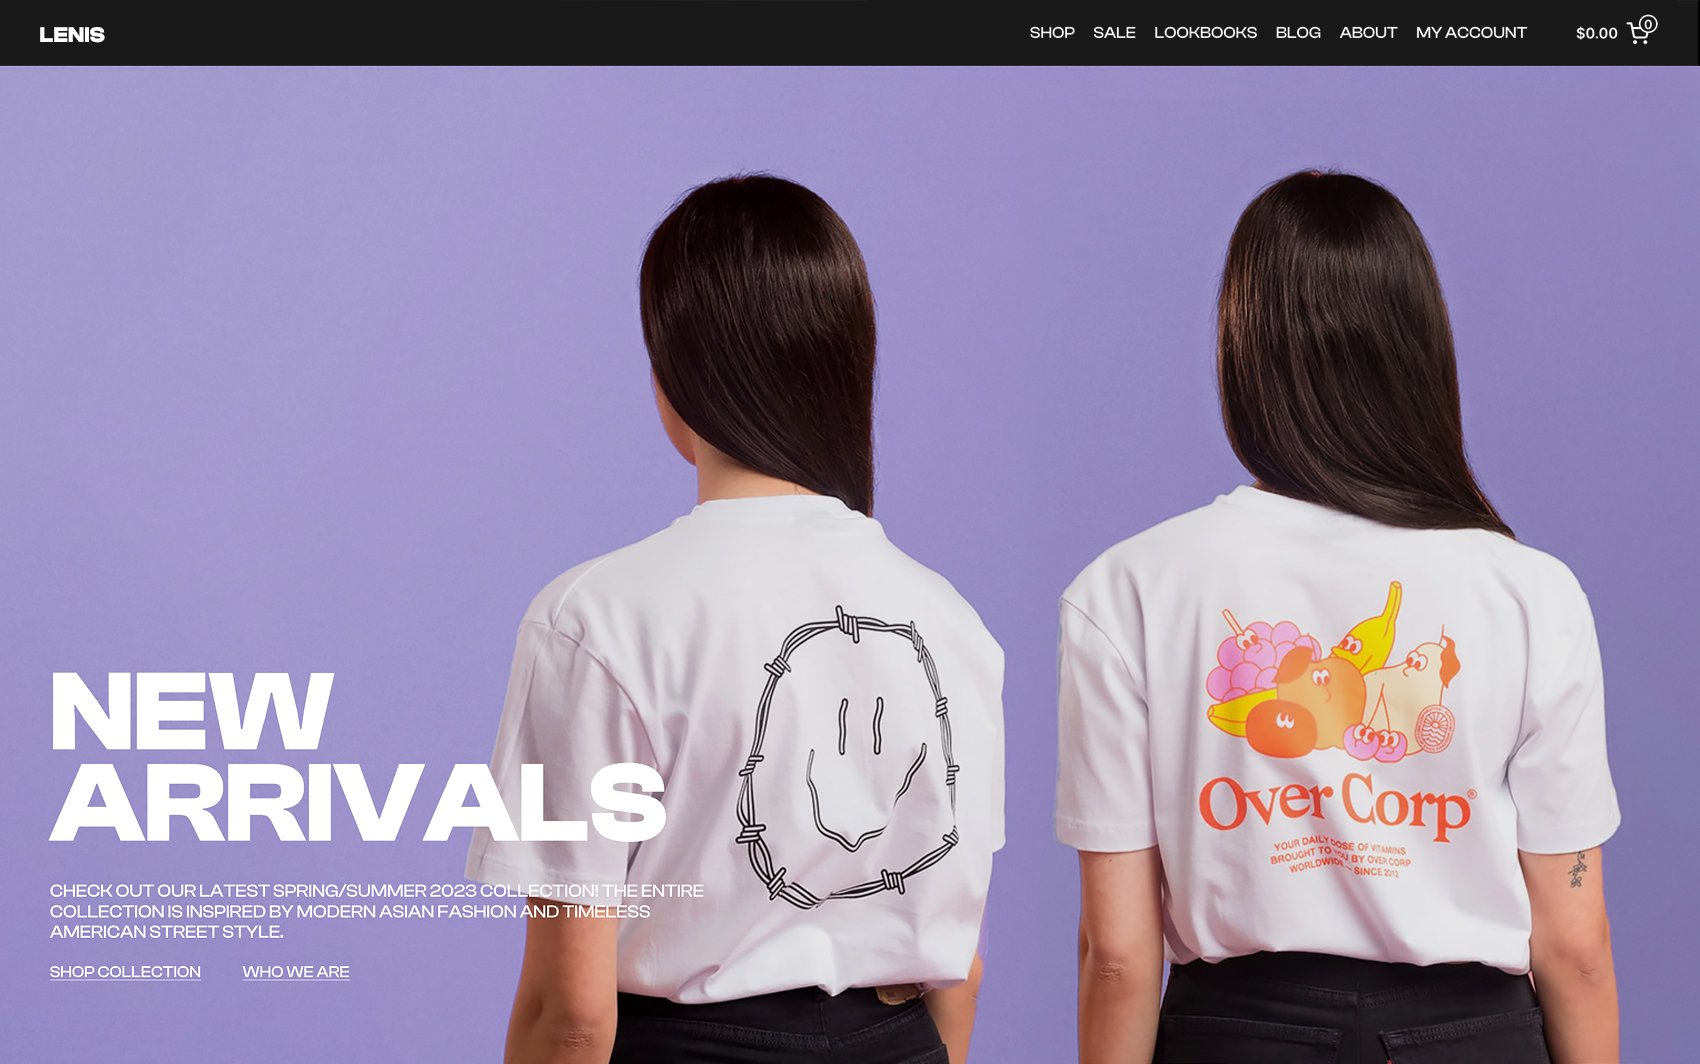 LENIS
SHOP SALE LOOKBOOKS BLOG ABOUT MY ACCOUNT $0.00 0
NEW
ARRIVALS
CHECK OUT OUR LATEST SPRING/SUMMER 2023 COLLECTION! THE ENTIRE
COLLECTION IS INSPIRED BY MODERN ASIAN FASHION AND TIMELESS
AMERICAN STREET STYLE.
SHOP COLLECTION WHO WE ARE
Over Corp®
YOUR DAILY DOSE OF VITAMINS
BROUGHT TO YOU BY OVER CORP
WORLDWIDE — SINCE 2012